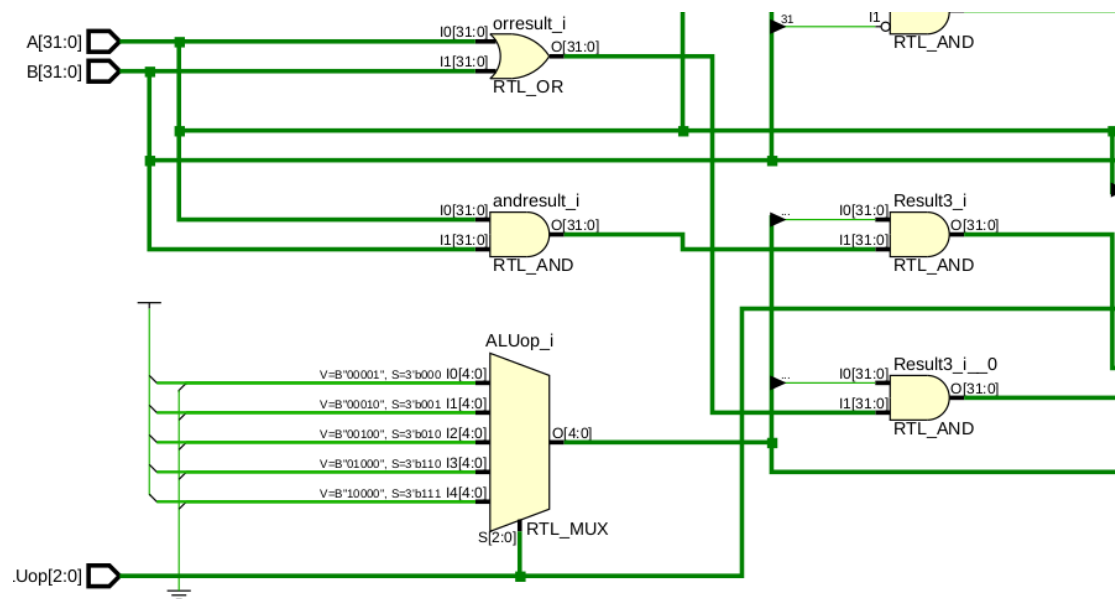 orresult_i
A[31:0]
I0[31:0]
O[31:0]
B[31:0]
I1[31:0]
RTL_OR
31
I1
RTL_AND
andresult_i
I0[31:0]
O[31:0]
I1[31:0]
RTL_AND
Result3_i
...
I0[31:0]
O[31:0]
I1[31:0]
RTL_AND
ALUop_i
V=B"00001", S=3'b000 I0[4:0]
V=B"00010", S=3'b001 I1[4:0]
V=B"00100", S=3'b010 I2[4:0]
V=B"01000", S=3'b110 I3[4:0]
V=B"10000", S=3'b111 I4[4:0]
O[4:0]
S[2:0]
RTL_MUX
Result3_i__0
...
I0[31:0]
O[31:0]
I1[31:0]
RTL_AND
.Uop[2:0]